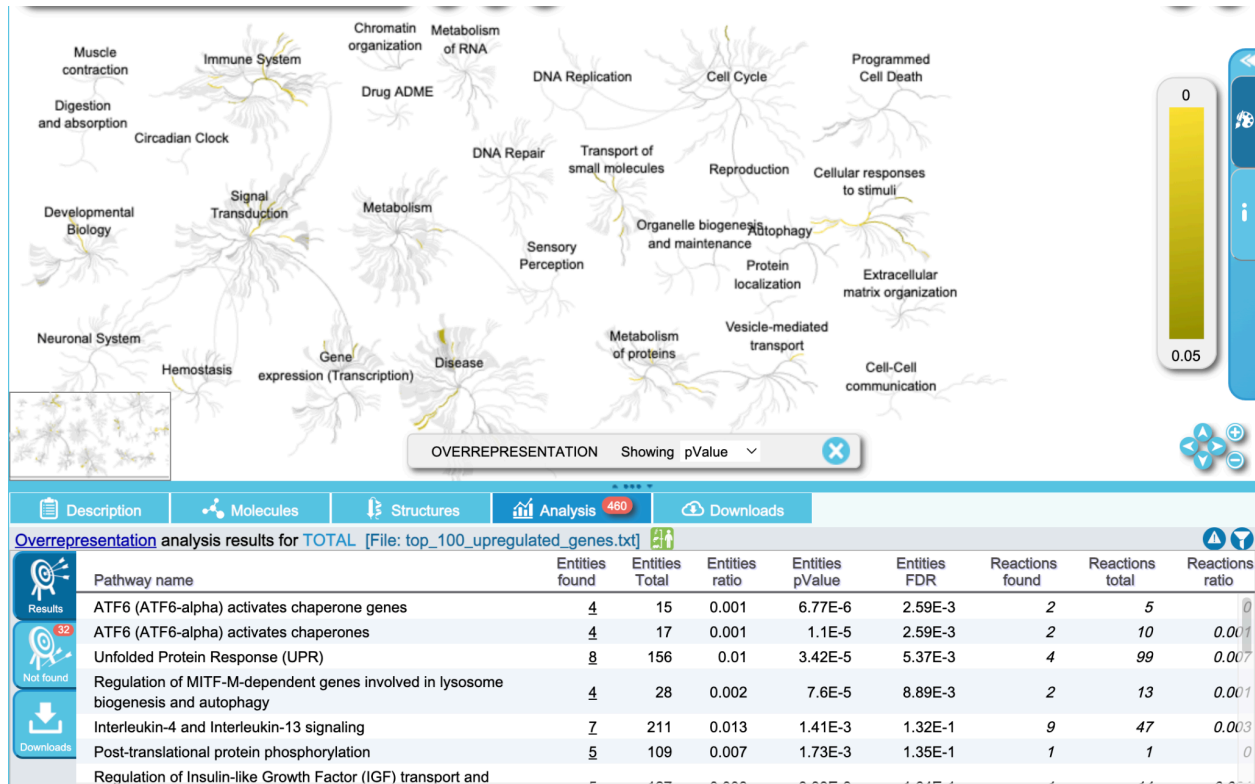 Chromatin
organization
Metabolism
of RNA
Muscle
contraction
Immune System
Programmed
Cell Death
DNA Replication
Cell Cycle
Drug ADME
Digestion
and absorption
Circadian Clock
0
DNA Repair
Transport of
small molecules
Reproduction
Cellular responses
to stimuli
Signal
Transduction
Metabolism
Developmental
Biology
Organelle biogenesis
and maintenance
Autophagy
Sensory
Perception
Protein
localization
Extracellular
matrix organization
Neuronal System
Metabolism
of proteins
Vesicle-mediated
transport
0.05
Gene
expression (Transcription)
Disease
Hemostasis
Cell-Cell
communication
OVERREPRESENTATION Showing pValue
Description Molecules Structures Analysis 460 Downloads
Overrepresentation analysis results for TOTAL [File: top_100_upregulated_genes.txt]
Results
32
Not found
Downloads
Pathway name Entities found Entities Total Entities ratio Entities pValue Entities FDR Reactions found Reactions total Reactions ratio
ATF6 (ATF6-alpha) activates chaperone genes 4 15 0.001 6.77E-6 2.59E-3 2 5 0
ATF6 (ATF6-alpha) activates chaperones 4 17 0.001 1.1E-5 2.59E-3 2 10 0.001
Unfolded Protein Response (UPR) 8 156 0.01 3.42E-5 5.37E-3 4 99 0.007
Regulation of MITF-M-dependent genes involved in lysosome
biogenesis and autophagy 4 28 0.002 7.6E-5 8.89E-3 2 13 0.001
Interleukin-4 and Interleukin-13 signaling 7 211 0.013 1.41E-3 1.32E-1 9 47 0.003
Post-translational protein phosphorylation 5 109 0.007 1.73E-3 1.35E-1 1 1 0
Regulation of Insulin-like Growth Factor (IGF) transport and